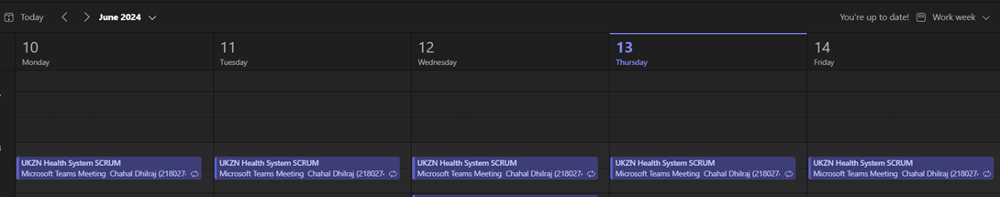 Today
June 2024
You're up to date!
Work week
10
Monday
11
Tuesday
12
Wednesday
13
Thursday
14
Friday
UKZN Health System SCRUM
Microsoft Teams Meeting Chahal Dhilraj (218027
UKZN Health System SCRUM
Microsoft Teams Meeting Chahal Dhilraj (218027
UKZN Health System SCRUM
Microsoft Teams Meeting Chahal Dhilraj (218027
UKZN Health System SCRUM
Microsoft Teams Meeting Chahal Dhilraj (218027
UKZN Health System SCRUM
Microsoft Teams Meeting Chahal Dhilraj (218027